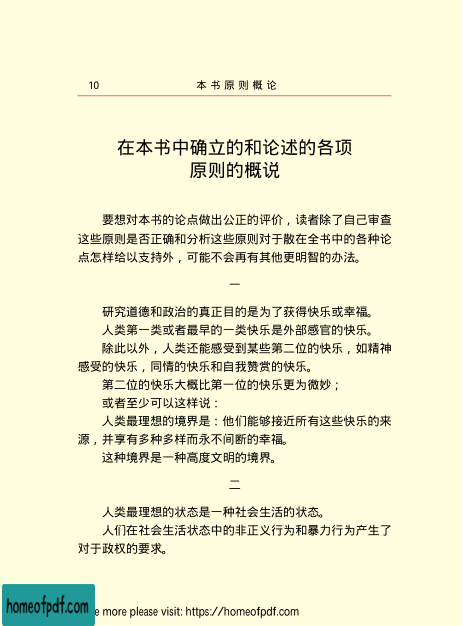 10 本书原则概论
在本书中确立的和论述的各项
原则的概说
要想对本书的论点做出公正的评价，读者除了自己审查
这些原则是否正确和分析这些原则对于散在全书中的各种论
点怎样给以支持外，可能不会再有其他更明智的办法。
一
研究道德和政治的真正目的是为了获得快乐或幸福。
人类第一类或者最早的一类快乐是外部感官的快乐。
除此以外，人类还能感受到某些第二位的快乐，如精神
感受的快乐，同情的快乐和自我赞赏的快乐。
第二位的快乐大概比第一位的快乐更为微妙；
或者至少可以这样说：
人类最理想的境界是：他们能够接近所有这些快乐的来
源，并享有多种多样而永不间断的幸福。
这种境界是一种高度文明的境界。
二
人类最理想的状态是一种社会生活的状态。
人们在社会生活状态中的非正义行为和暴力行为产生了
对于政权的要求。
homeofpdf.com
more please visit: https://homeofpdf.com